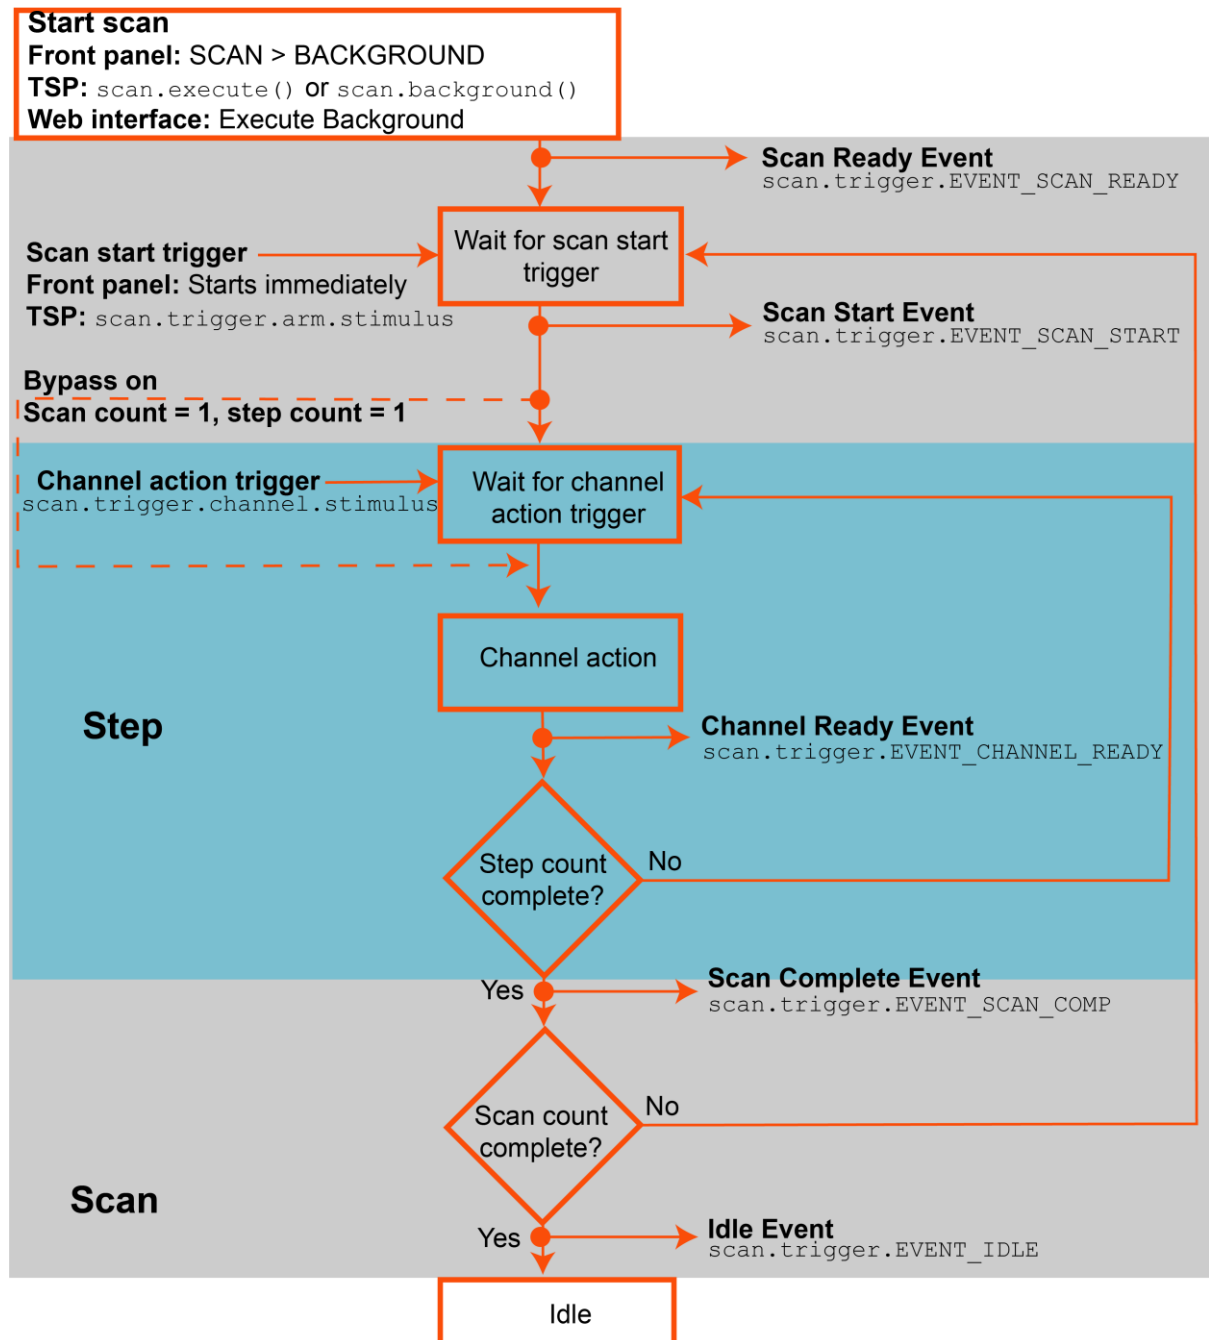 Start scan
Front panel: SCAN > BACKGROUND
TSP: scan.execute() or scan.background()
Web interface: Execute Background
Scan Ready Event
scan.trigger.EVENT_SCAN_READY
Wait for scan start
trigger
Scan start trigger
Front panel: Starts immediately
TSP: scan.trigger.arm.stimulus
Scan Start Event
scan.trigger.EVENT_SCAN_START
Bypass on
Scan count = 1, step count = 1
Channel action trigger
scan.trigger.channel.stimulus
Wait for channel
action trigger
Channel action
Step
Channel Ready Event
scan.trigger.EVENT_CHANNEL_READY
Step count
complete?
No
Yes
Scan Complete Event
scan.trigger.EVENT_SCAN_COMP
Scan count
complete?
No
Scan
Yes
Idle Event
scan.trigger.EVENT_IDLE
Idle